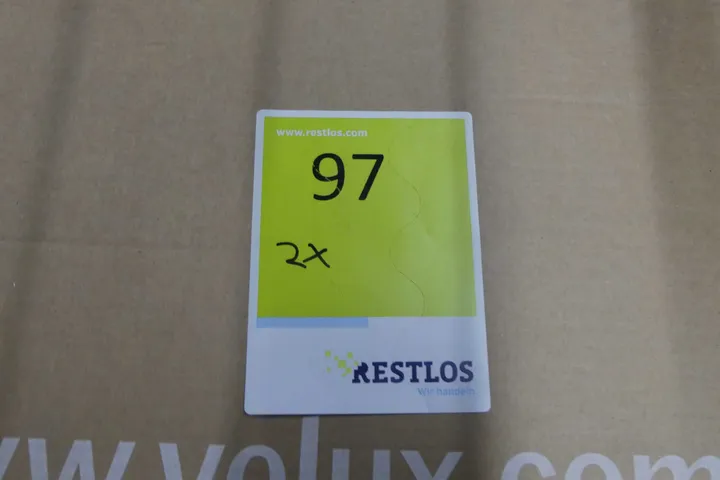 www.restlos.com
97
2x
RESTLOS
Wir handeln
www.velux.com